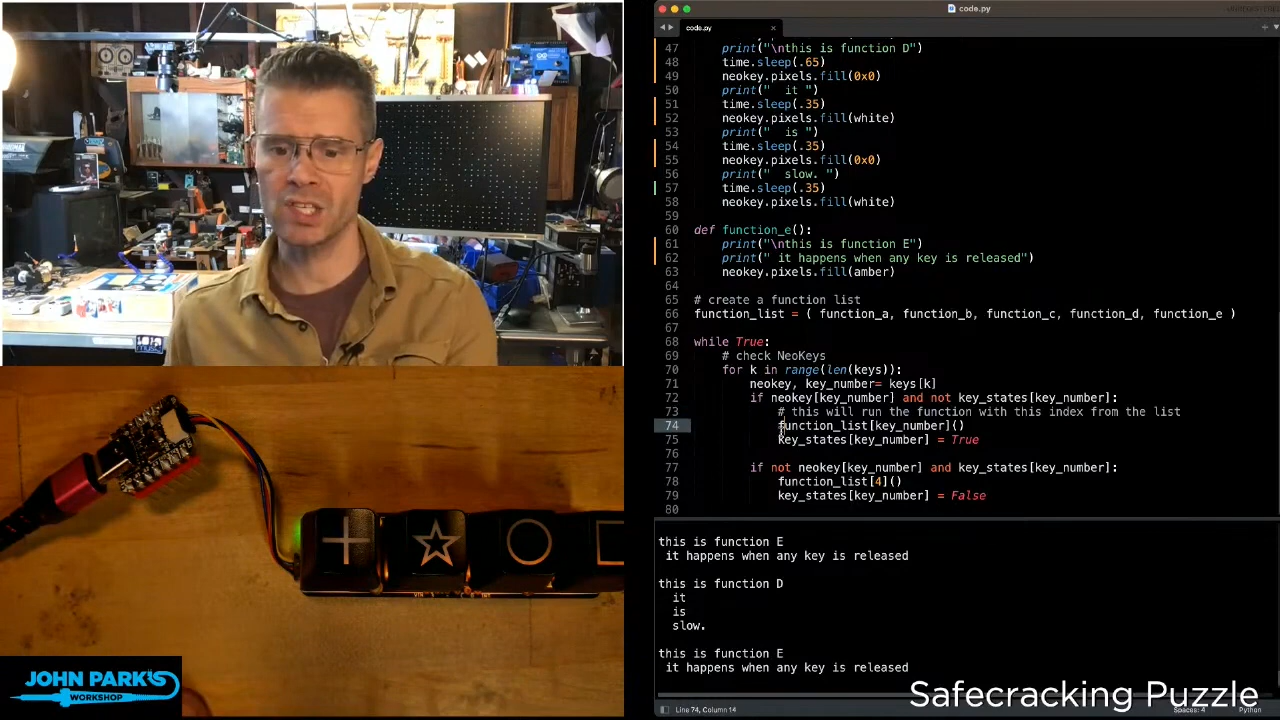 code.py
code.py
47 print("\nthis is function D")
48 time.sleep(.65)
49 neokey.pixels.fill(0x0)
50 print("  it ")
51 time.sleep(.35)
52 neokey.pixels.fill(white)
53 print("  is ")
54 time.sleep(.35)
55 neokey.pixels.fill(0x0)
56 print("  slow. ")
57 time.sleep(.35)
58 neokey.pixels.fill(white)
59
60 def function_e():
61 print("\nthis is function E")
62 print(" it happens when any key is released")
63 neokey.pixels.fill(amber)
64
65 # create a function list
66 function_list = ( function_a, function_b, function_c, function_d, function_e )
67
68 while True:
69 # check NeoKeys
70 for k in range(len(keys)):
71 neokey, key_number= keys[k]
72 if neokey[key_number] and not key_states[key_number]:
73 # this will run the function with this index from the list
74 function_list[key_number]()
75 key_states[key_number] = True
76
77 if not neokey[key_number] and key_states[key_number]:
78 function_list[4]()
79 key_states[key_number] = False
80
this is function E
it happens when any key is released
this is function D
it
is
slow.
this is function E
it happens when any key is released
JOHN PARK'S
WORKSHOP
Safecracking Puzzle
Line 74, Column 14
Spaces: 4
Python